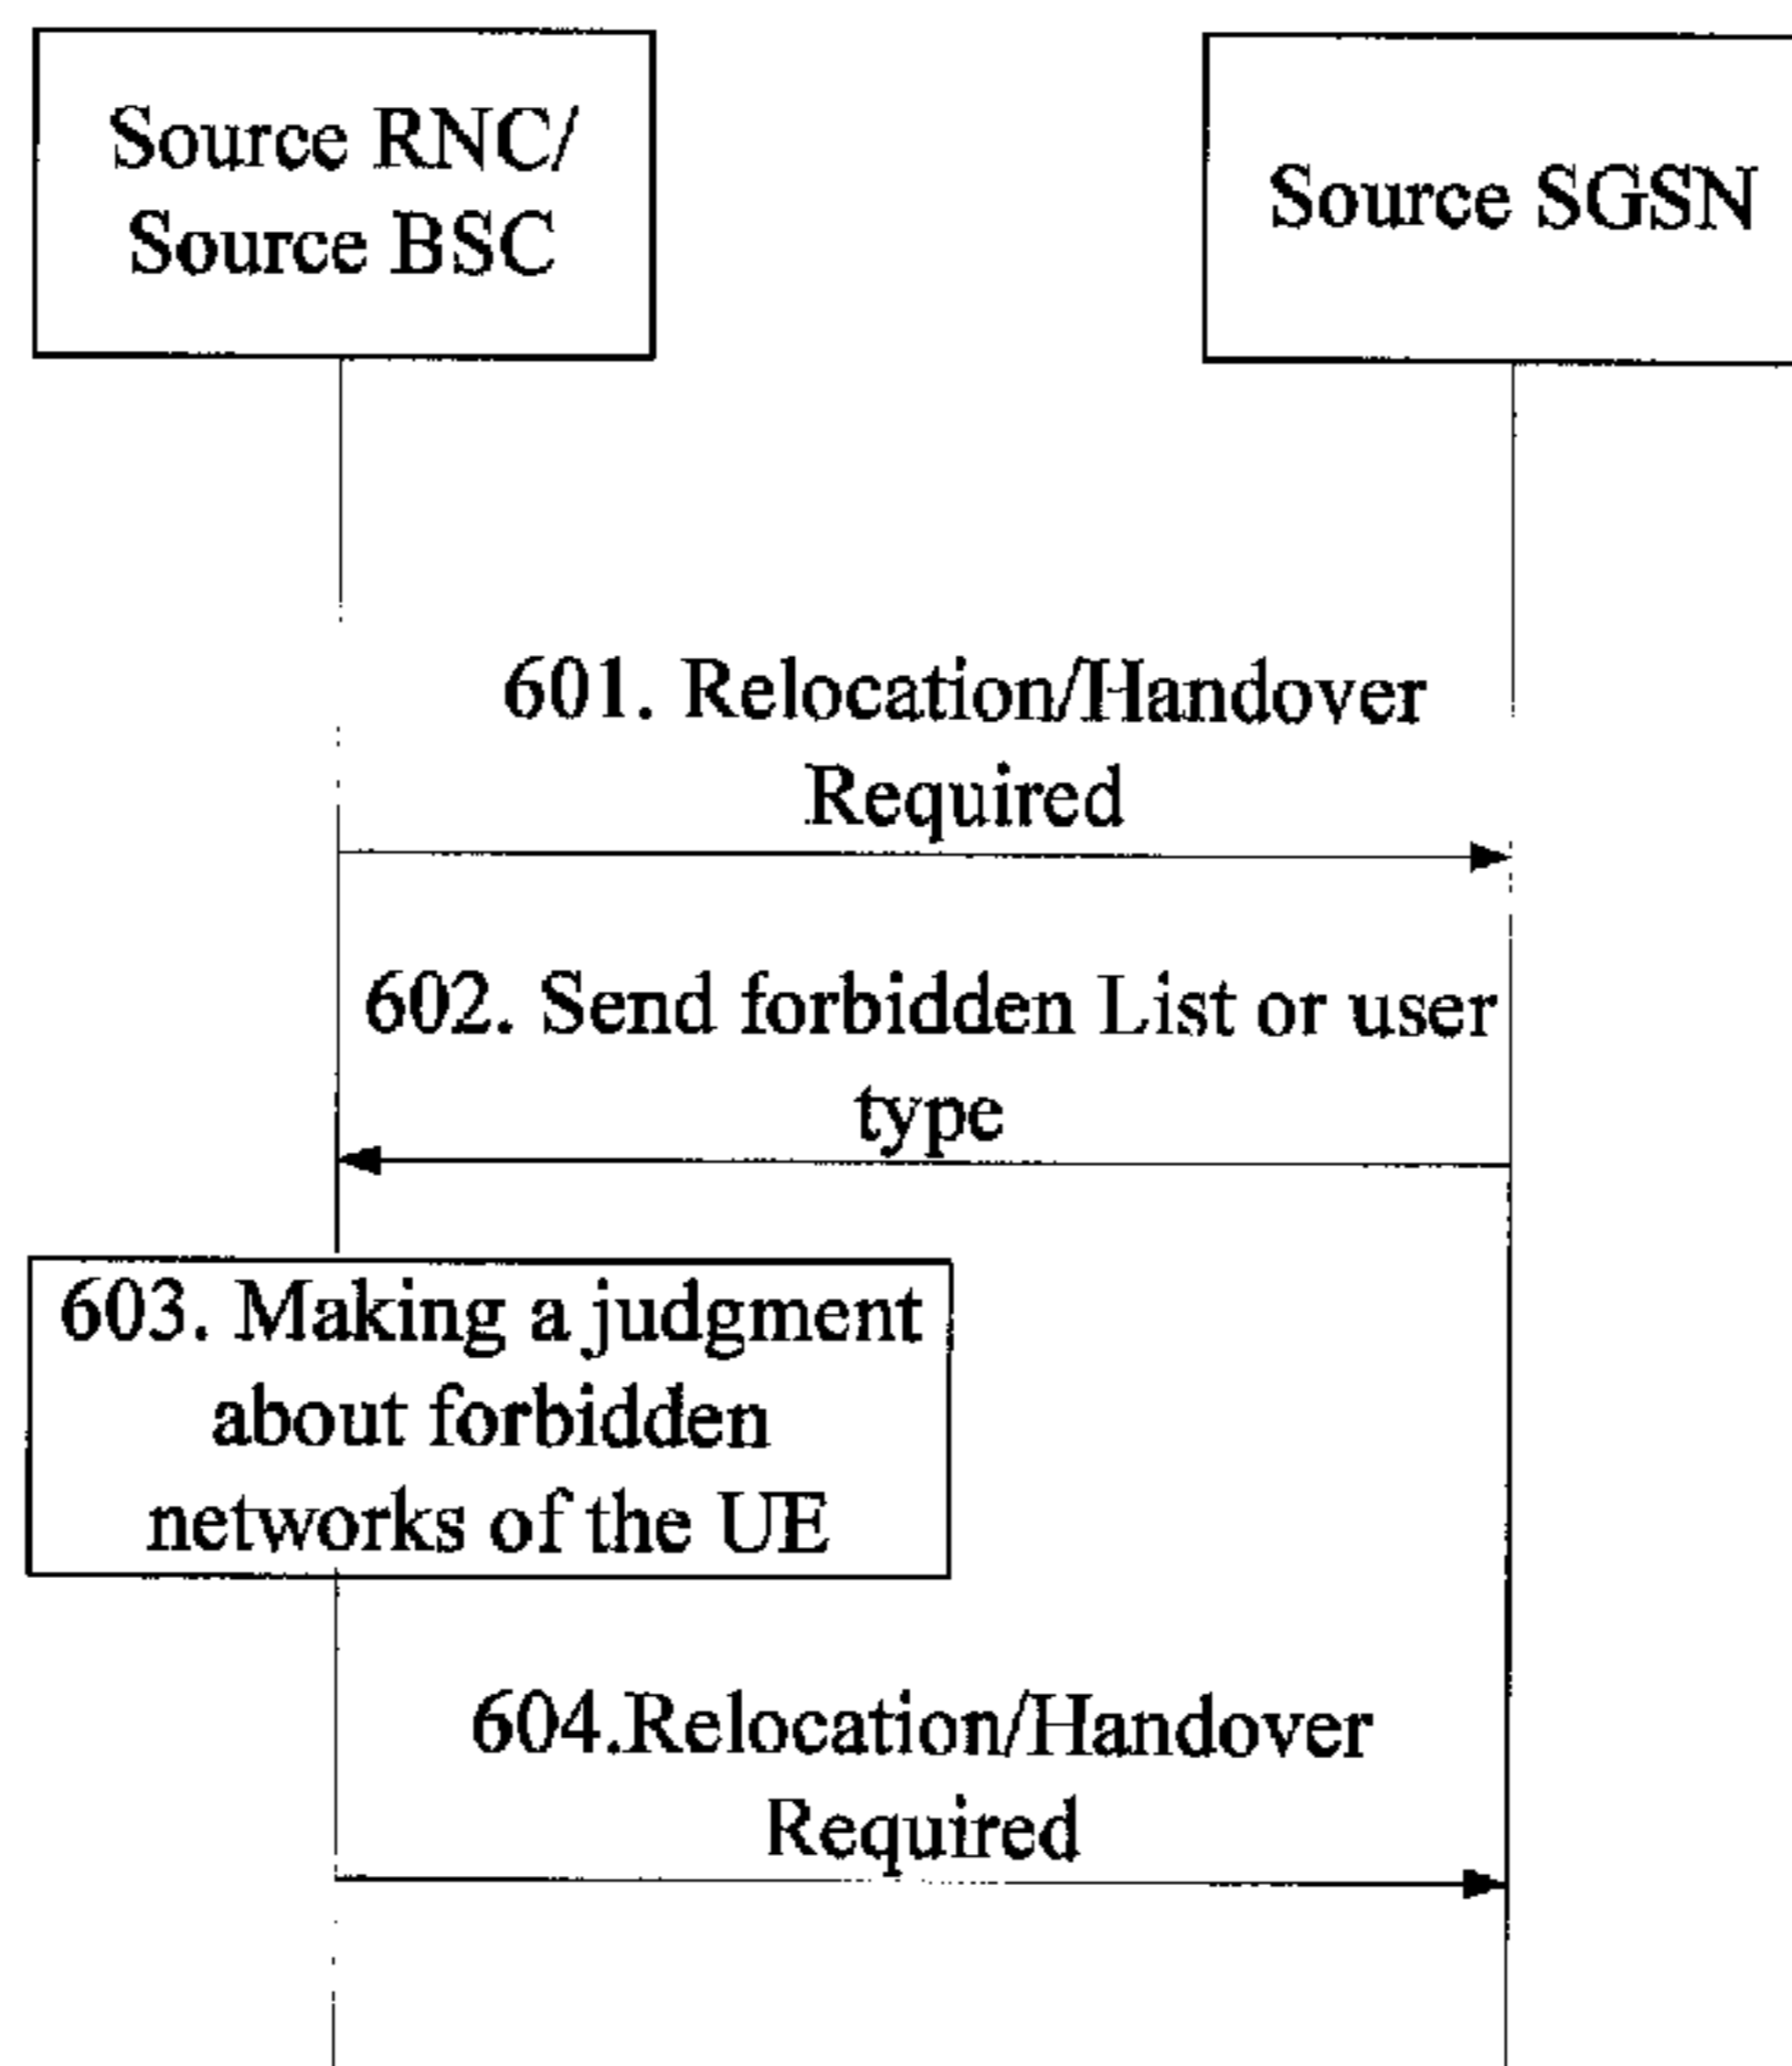 Source RNC/
Source BSC
Source SGSN
601. Relocation/Handover
Required
602. Send forbidden List or user
type
603. Making a judgment
about forbidden
networks of the UE
604.Relocation/Handover
Required